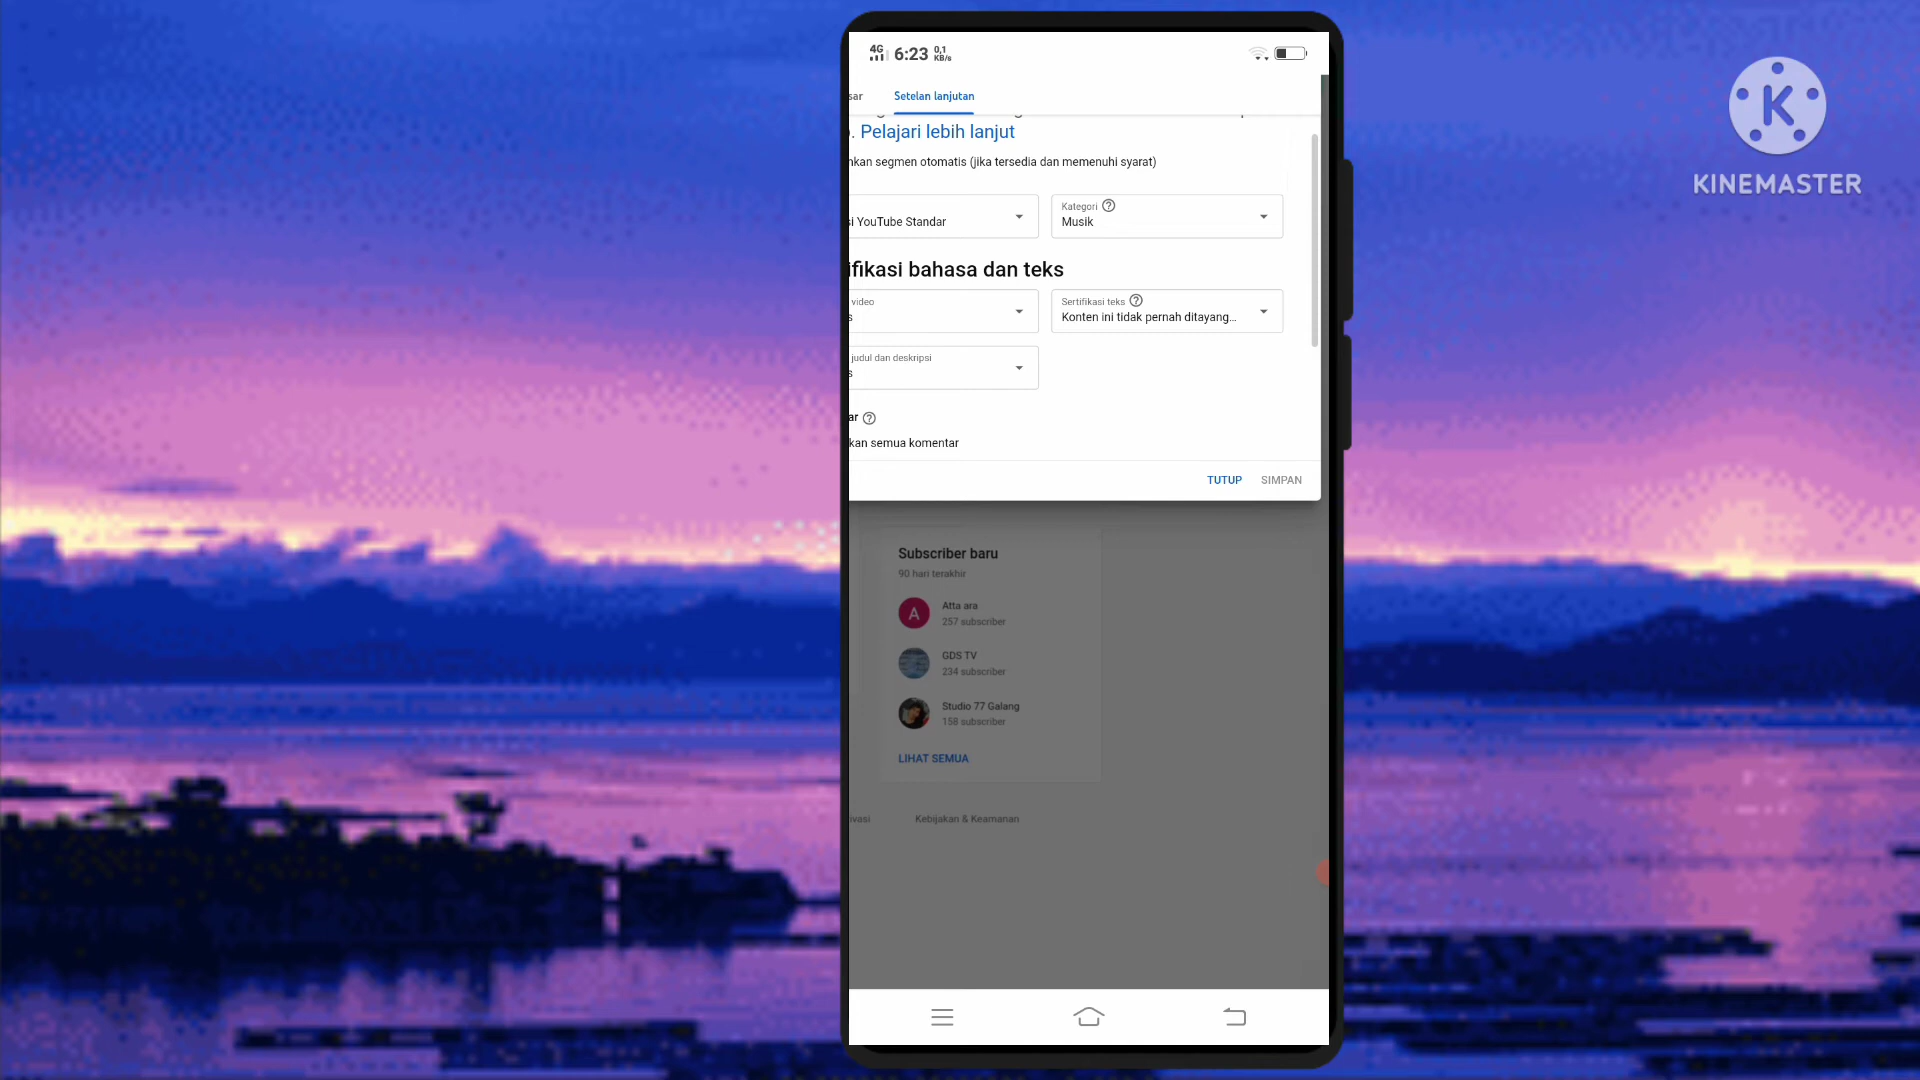 4G 6:23 0,1 KB/s
sar Setelan lanjutan
. Pelajari lebih lanjut
nkan segmen otomatis (jika tersedia dan memenuhi syarat)
si YouTube Standar
Kategori
Musik
ifikasi bahasa dan teks
video
s
Sertifikasi teks
Konten ini tidak pernah ditayang...
judul dan deskripsi
s
ar
kan semua komentar
TUTUP SIMPAN
Subscriber baru
90 hari terakhir
A
Atta ara
257 subscriber
GDS TV
234 subscriber
Studio 77 Galang
158 subscriber
LIHAT SEMUA
ivasi Kebijakan & Keamanan
K
KINEMASTER